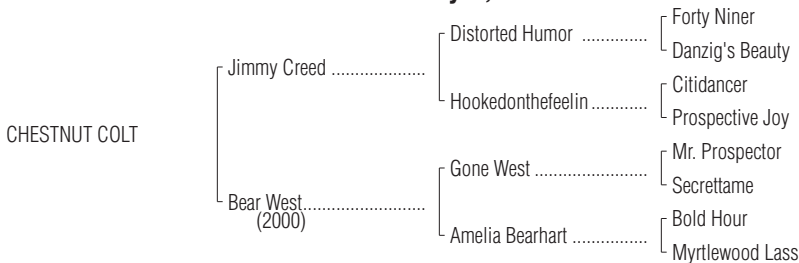 Forty Niner
Distorted Humor ..............
Danzig's Beauty
Jimmy Creed .....................
Citidancer
Hookedonthefeelin.............
Prospective Joy
CHESTNUT COLT
Mr. Prospector
Gone West ..........................
Secrettame
Bear West............................
(2000)
Bold Hour
Amelia Bearhart ..................
Myrtlewood Lass